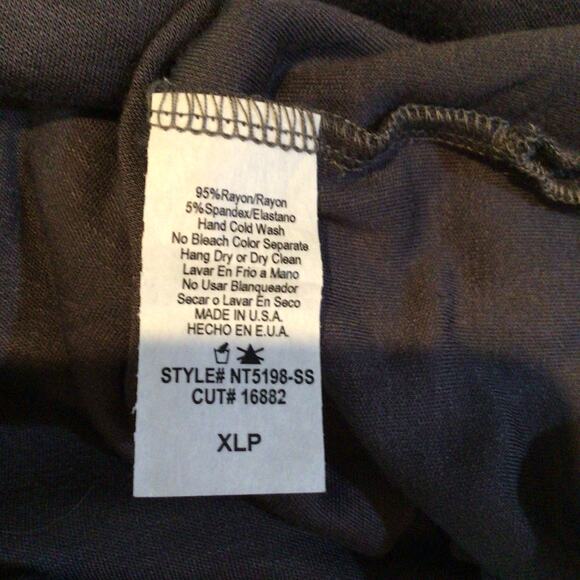 95%Rayon/Rayon
5%Spandex/Elastano
Hand Cold Wash
No Bleach Color Separate
Hang Dry or Dry Clean
Lavar En Frio a Mano
No Usar Blanqueador
Secar o Lavar En Seco
MADE IN U.S.A.
HECHO EN E.U.A.
STYLE# NT5198-SS
CUT# 16882
XLP